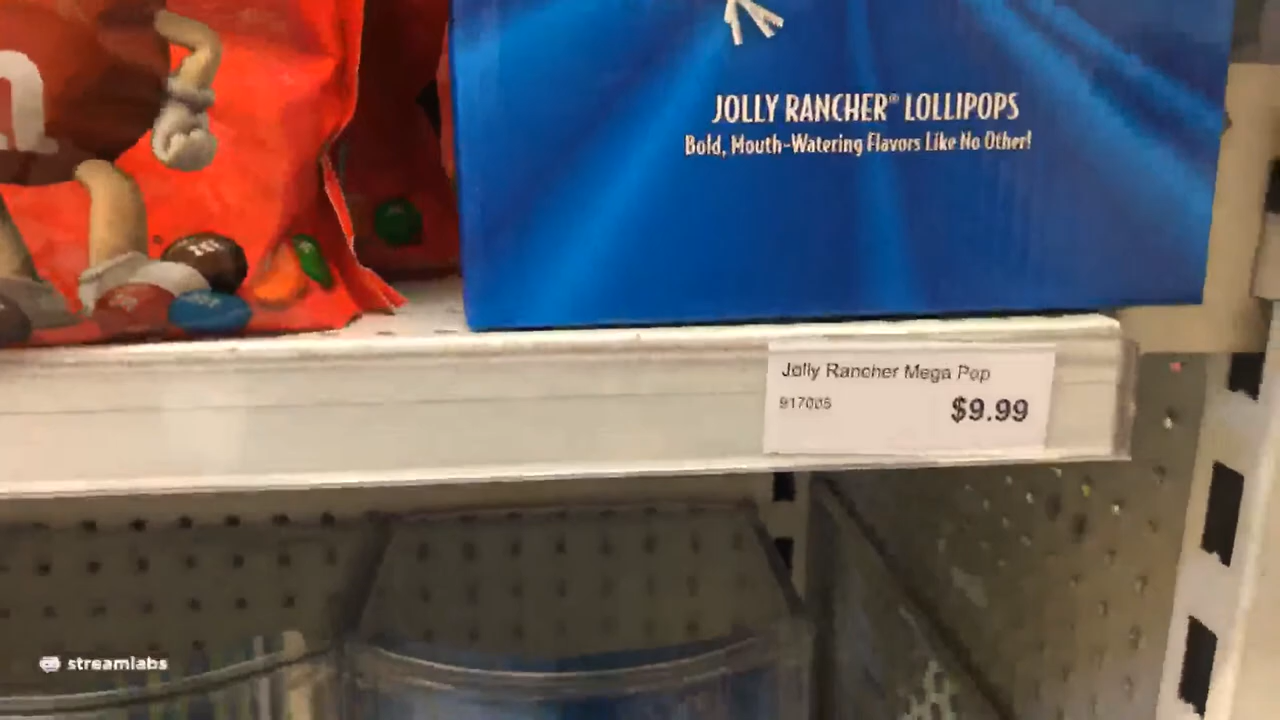 JOLLY RANCHER® LOLLIPOPS
Bold, Mouth-Watering Flavors Like No Other!
Jolly Rancher Mega Pop
917005
$9.99
streamlabs